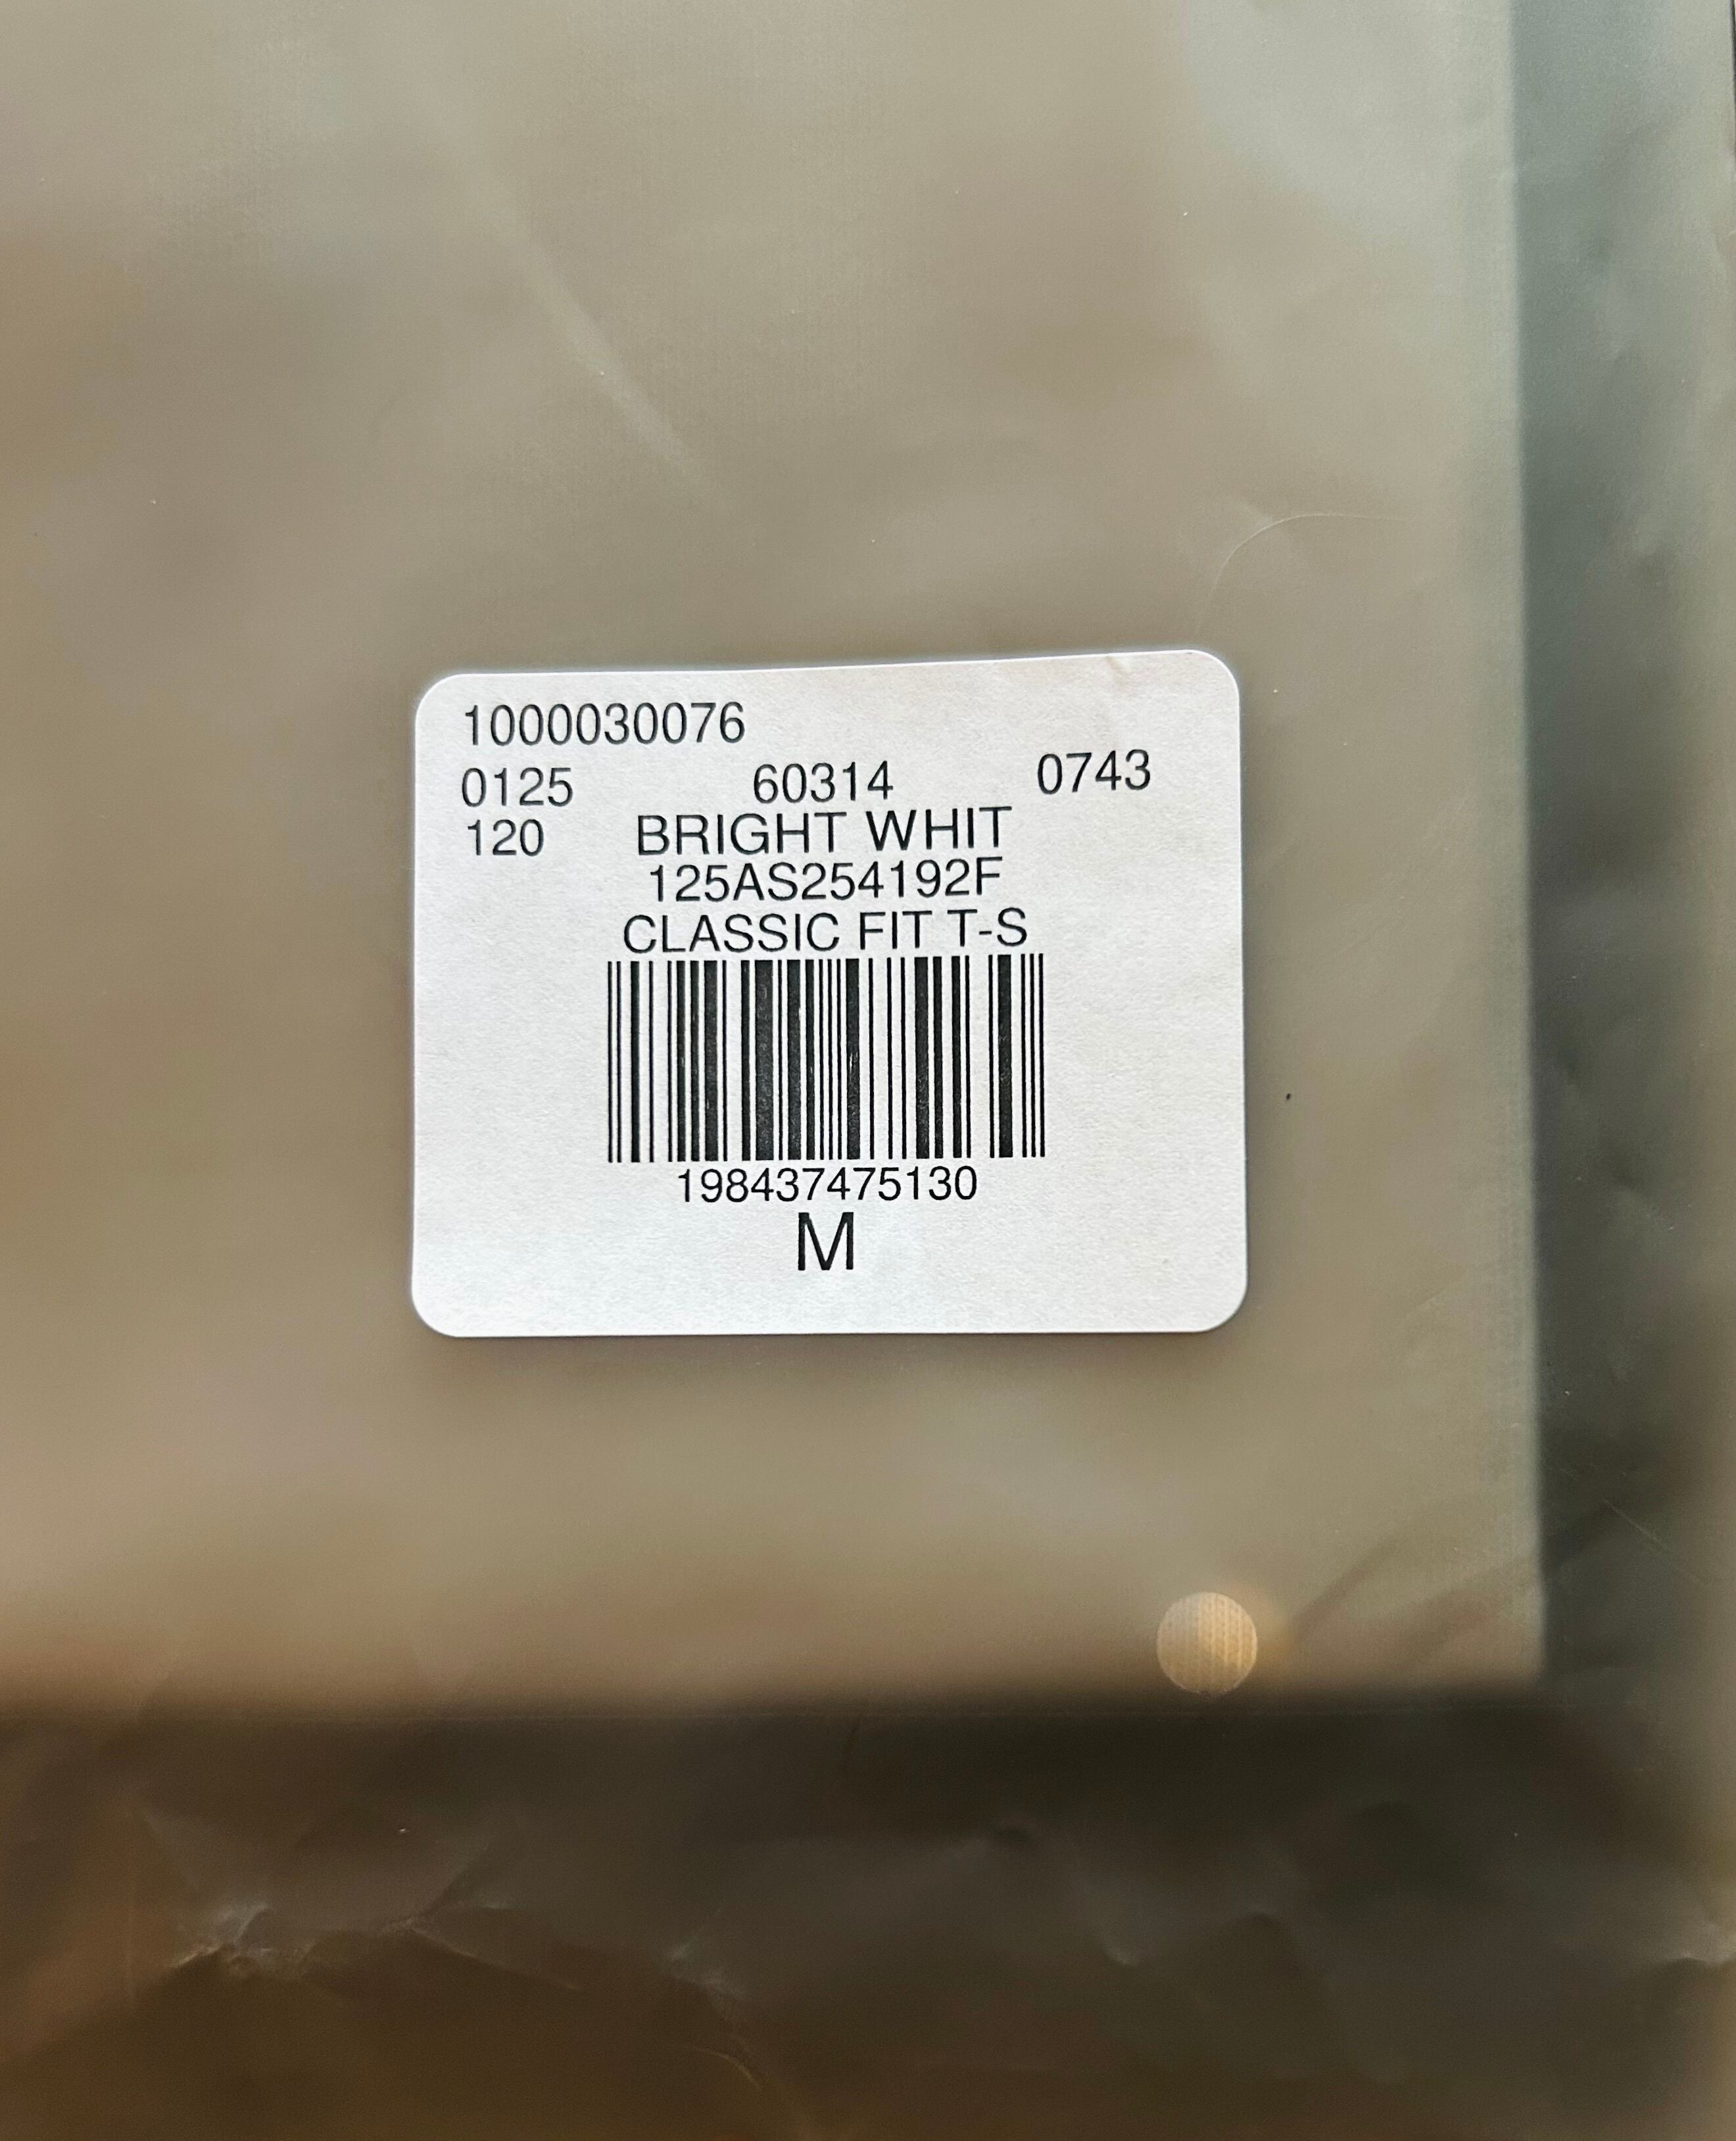 1000030076
0125 60314 0743
120 BRIGHT WHIT
125AS254192F
CLASSIC FIT T-S
198437475130
M